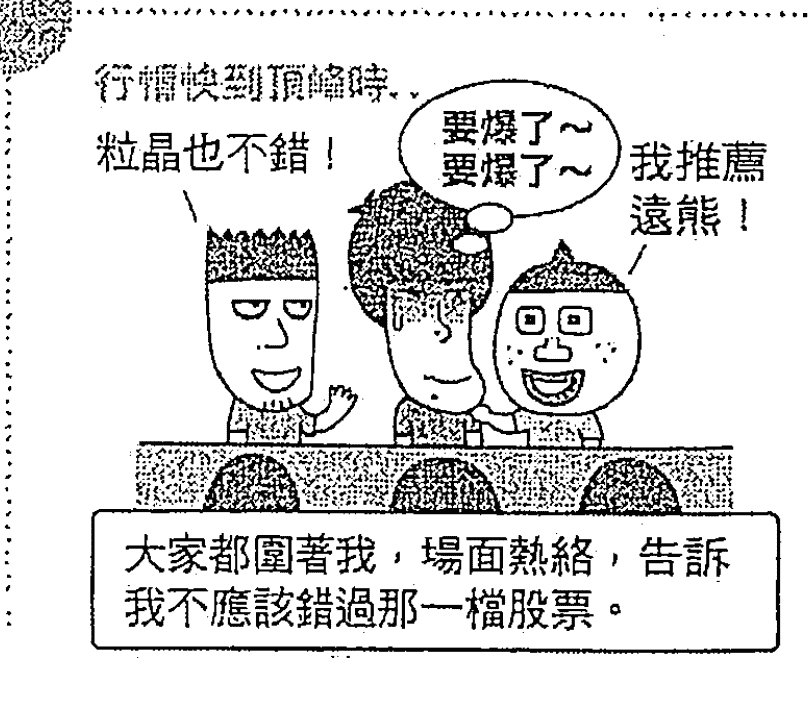 行情快到頂峰時..
粒晶也不錯！
要爆了～
要爆了～
我推薦
遠熊！
大家都圍著我，場面熱絡，告訴
我不應該錯過那一檔股票。